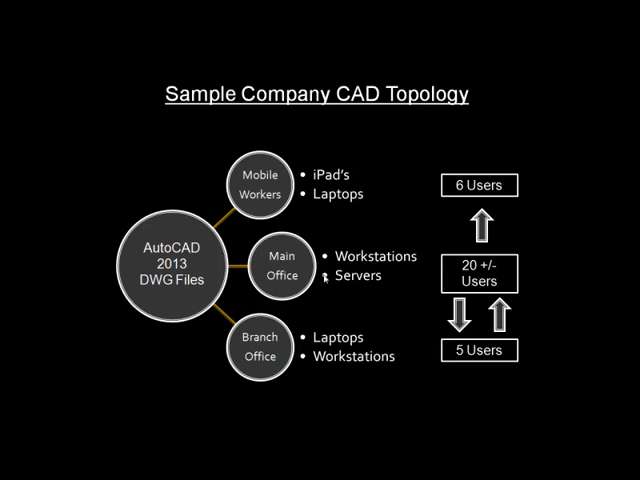 Sample Company CAD Topology
Mobile
Workers
• iPad's
• Laptops
6 Users
AutoCAD
2013
DWG Files
Main
Office
• Workstations
• Servers
20 +/-
Users
Branch
Office
• Laptops
• Workstations
5 Users